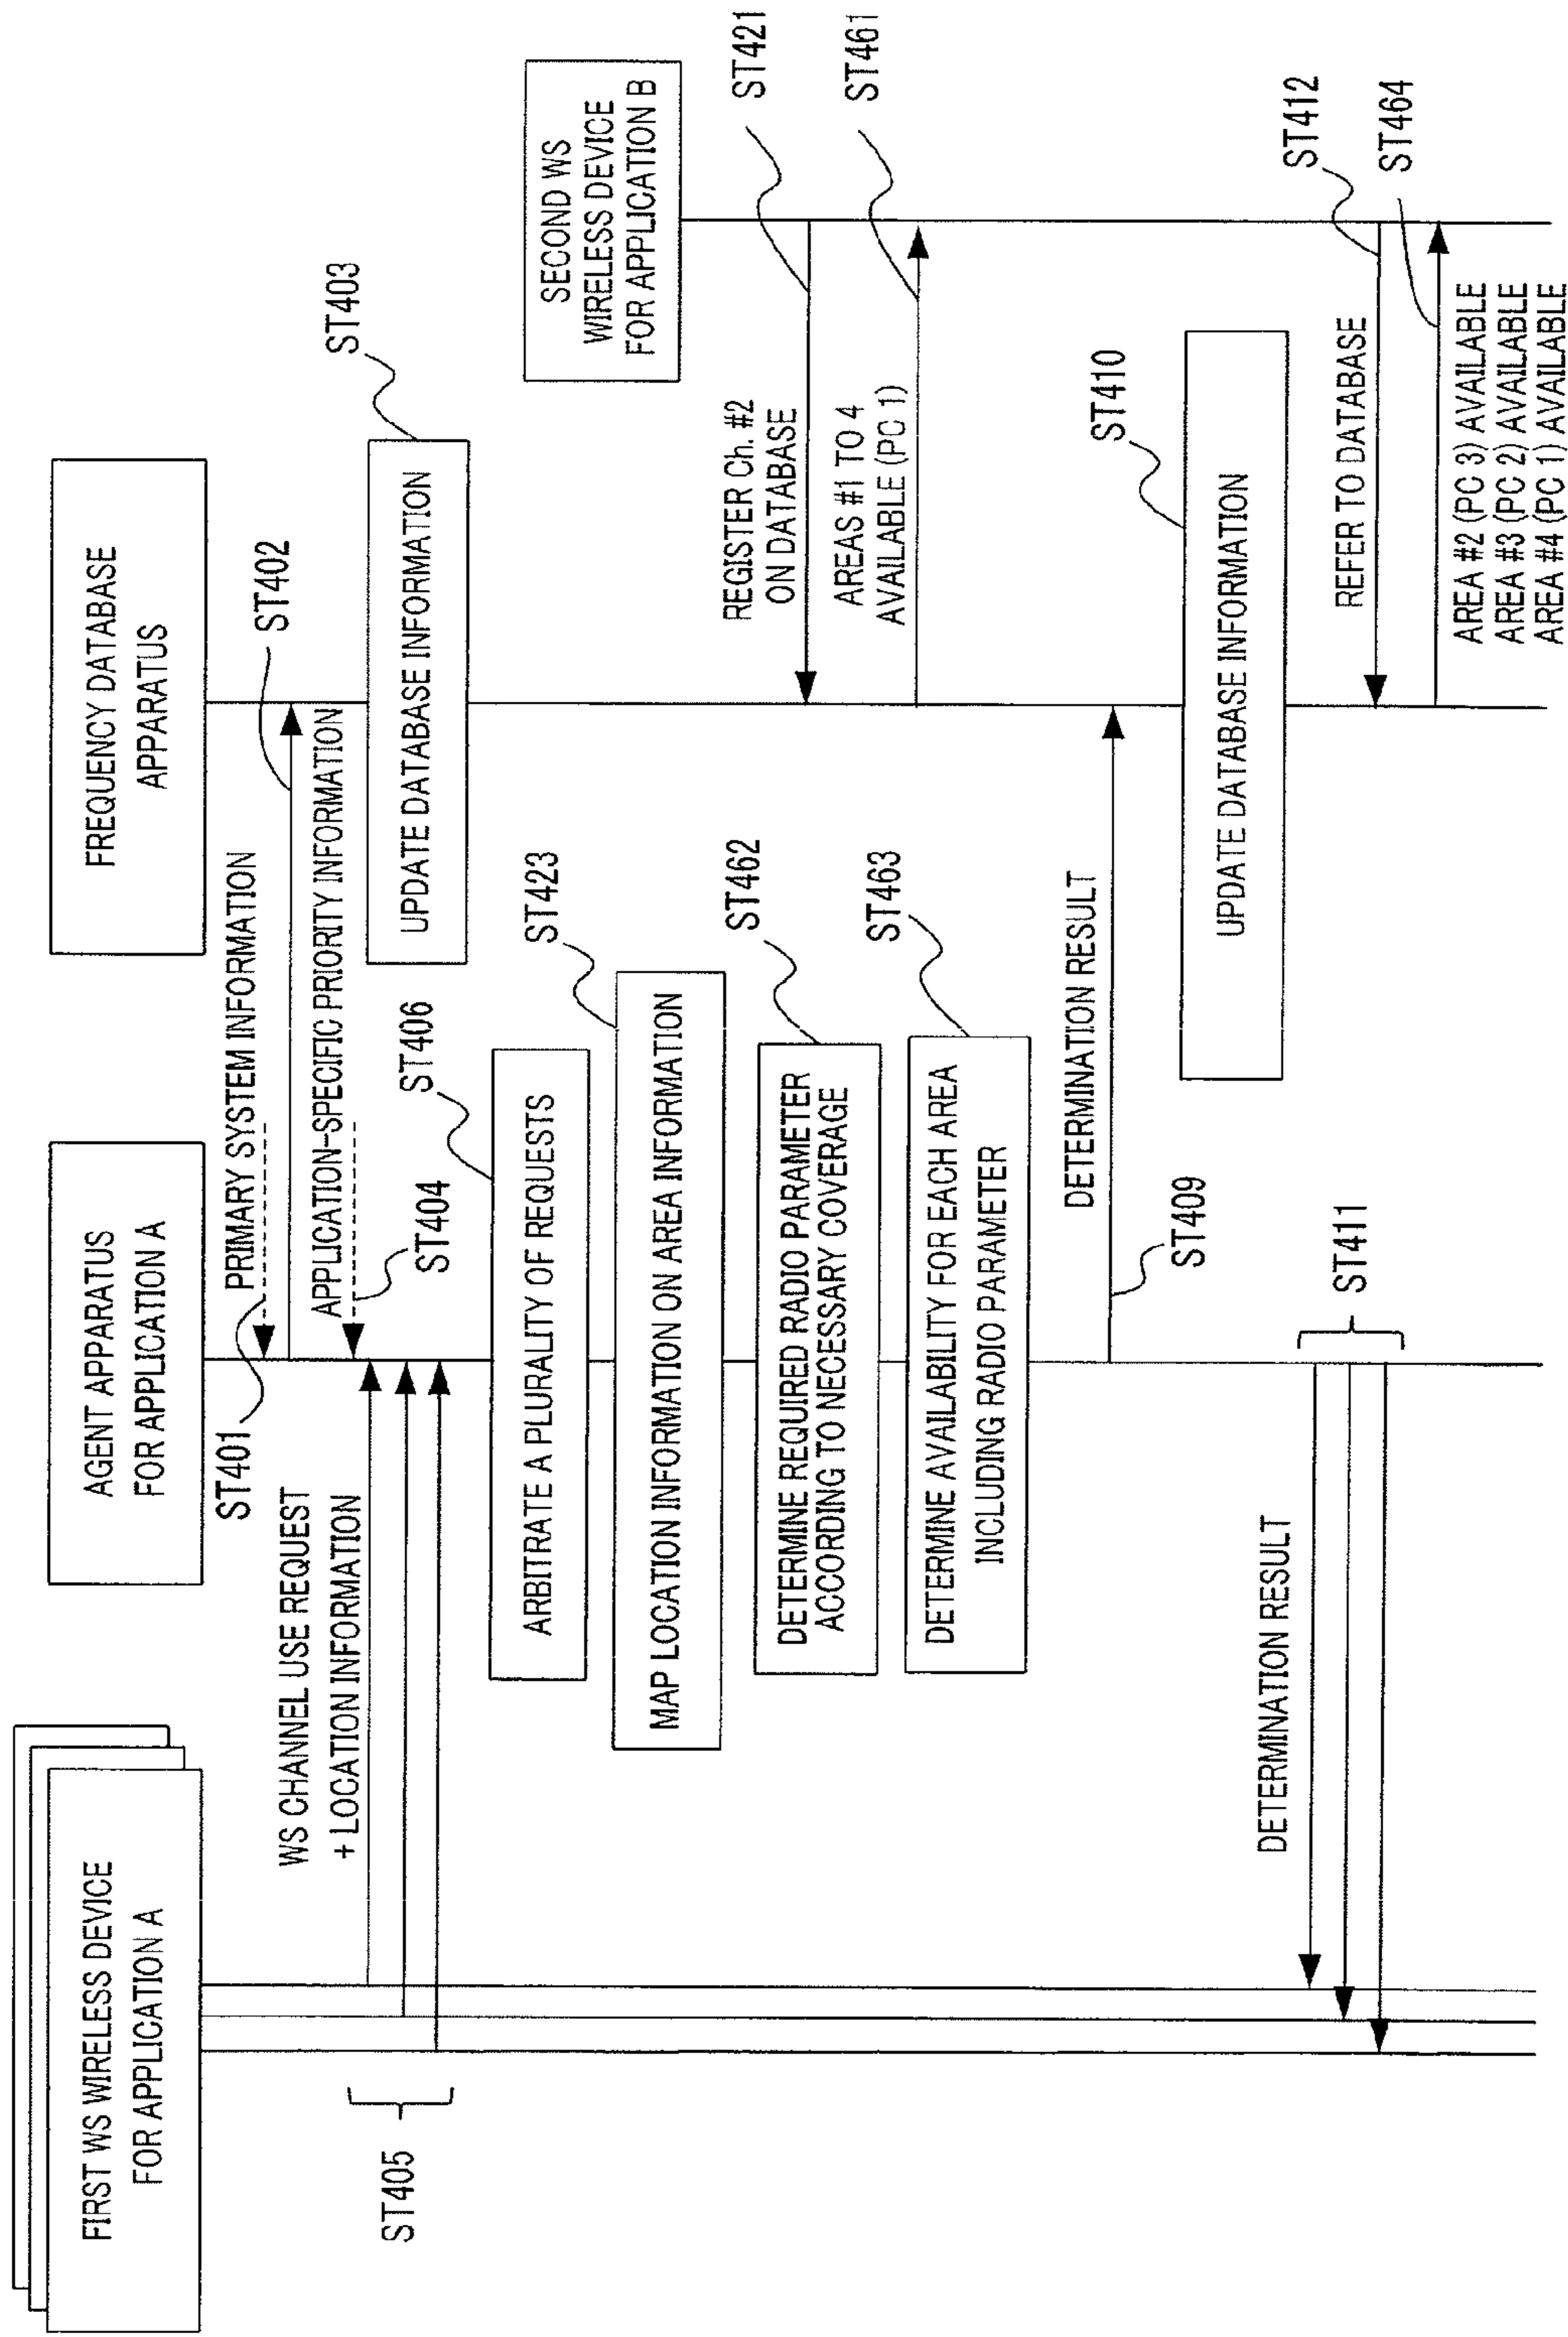 FIRST WS WIRELESS DEVICE
FOR APPLICATION A
AGENT APPARATUS
FOR APPLICATION A
FREQUENCY DATABASE
APPARATUS
SECOND WS
WIRELESS DEVICE
FOR APPLICATION B
ST401
PRIMARY SYSTEM INFORMATION
ST402
APPLICATION-SPECIFIC PRIORITY INFORMATION
ST404
UPDATE DATABASE INFORMATION
ST403
WS CHANNEL USE REQUEST
+ LOCATION INFORMATION
ST405
ARBITRATE A PLURALITY OF REQUESTS
ST406
MAP LOCATION INFORMATION ON AREA INFORMATION
ST423
DETERMINE REQUIRED RADIO PARAMETER
ACCORDING TO NECESSARY COVERAGE
ST462
DETERMINE AVAILABILITY FOR EACH AREA
INCLUDING RADIO PARAMETER
ST463
REGISTER Ch. #2
ON DATABASE
ST421
AREAS #1 TO 4
AVAILABLE (PC 1)
ST461
DETERMINATION RESULT
ST409
UPDATE DATABASE INFORMATION
ST410
DETERMINATION RESULT
ST411
REFER TO DATABASE
ST412
ST464
AREA #2 (PC 3) AVAILABLE
AREA #3 (PC 2) AVAILABLE
AREA #4 (PC 1) AVAILABLE